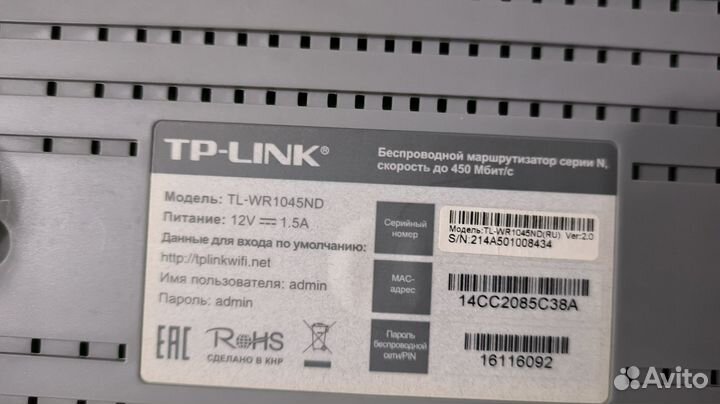 TP-LINK®
Беспроводной маршрутизатор серии N,
скорость до 450 Мбит/с
Модель: TL-WR1045ND
Питание: 12V 1.5A
Данные для входа по умолчанию:
http://tplinkwifi.net
Имя пользователя: admin
Пароль: admin
EAC RoHS
СДЕЛАНО В КНР
Серийный
номер
Модель:TL-WR1045ND(RU) Ver:2.0
S/N:214A501008434
MAC-
адрес
14CC2085C38A
Пароль
беспроводной
сети/PIN
16116092
Avito